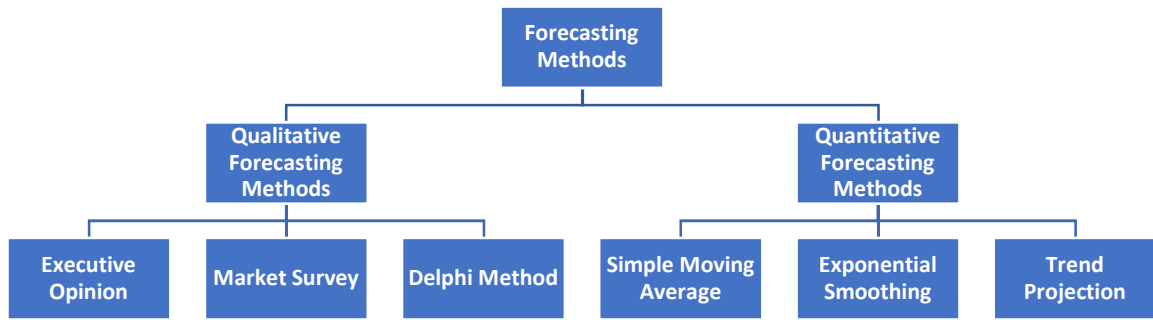 Forecasting
Methods
Qualitative
Forecasting
Methods
Quantitative
Forecasting
Methods
Executive
Opinion
Market Survey
Delphi Method
Simple Moving
Average
Exponential
Smoothing
Trend
Projection